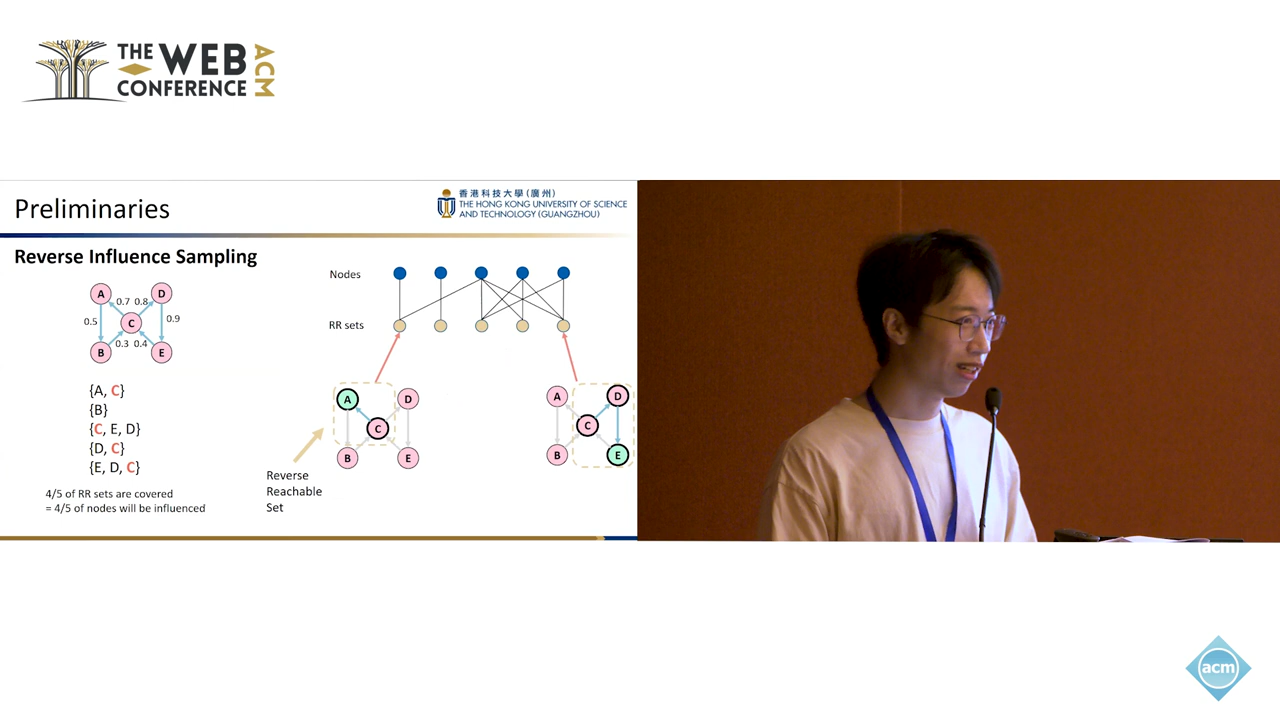 THE WEB
CONFERENCE
ACM
Preliminaries
香港科技大學(廣州)
THE HONG KONG UNIVERSITY OF SCIENCE
AND TECHNOLOGY (GUANGZHOU)
Reverse Influence Sampling
A D
0.7 0.8
0.5 C 0.9
0.3 0.4
B E
{A, C}
{B}
{C, E, D}
{D, C}
{E, D, C}
4/5 of RR sets are covered
= 4/5 of nodes will be influenced
Nodes
RR sets
A D
C
B E
Reverse
Reachable
Set
A D
C
B E
acm